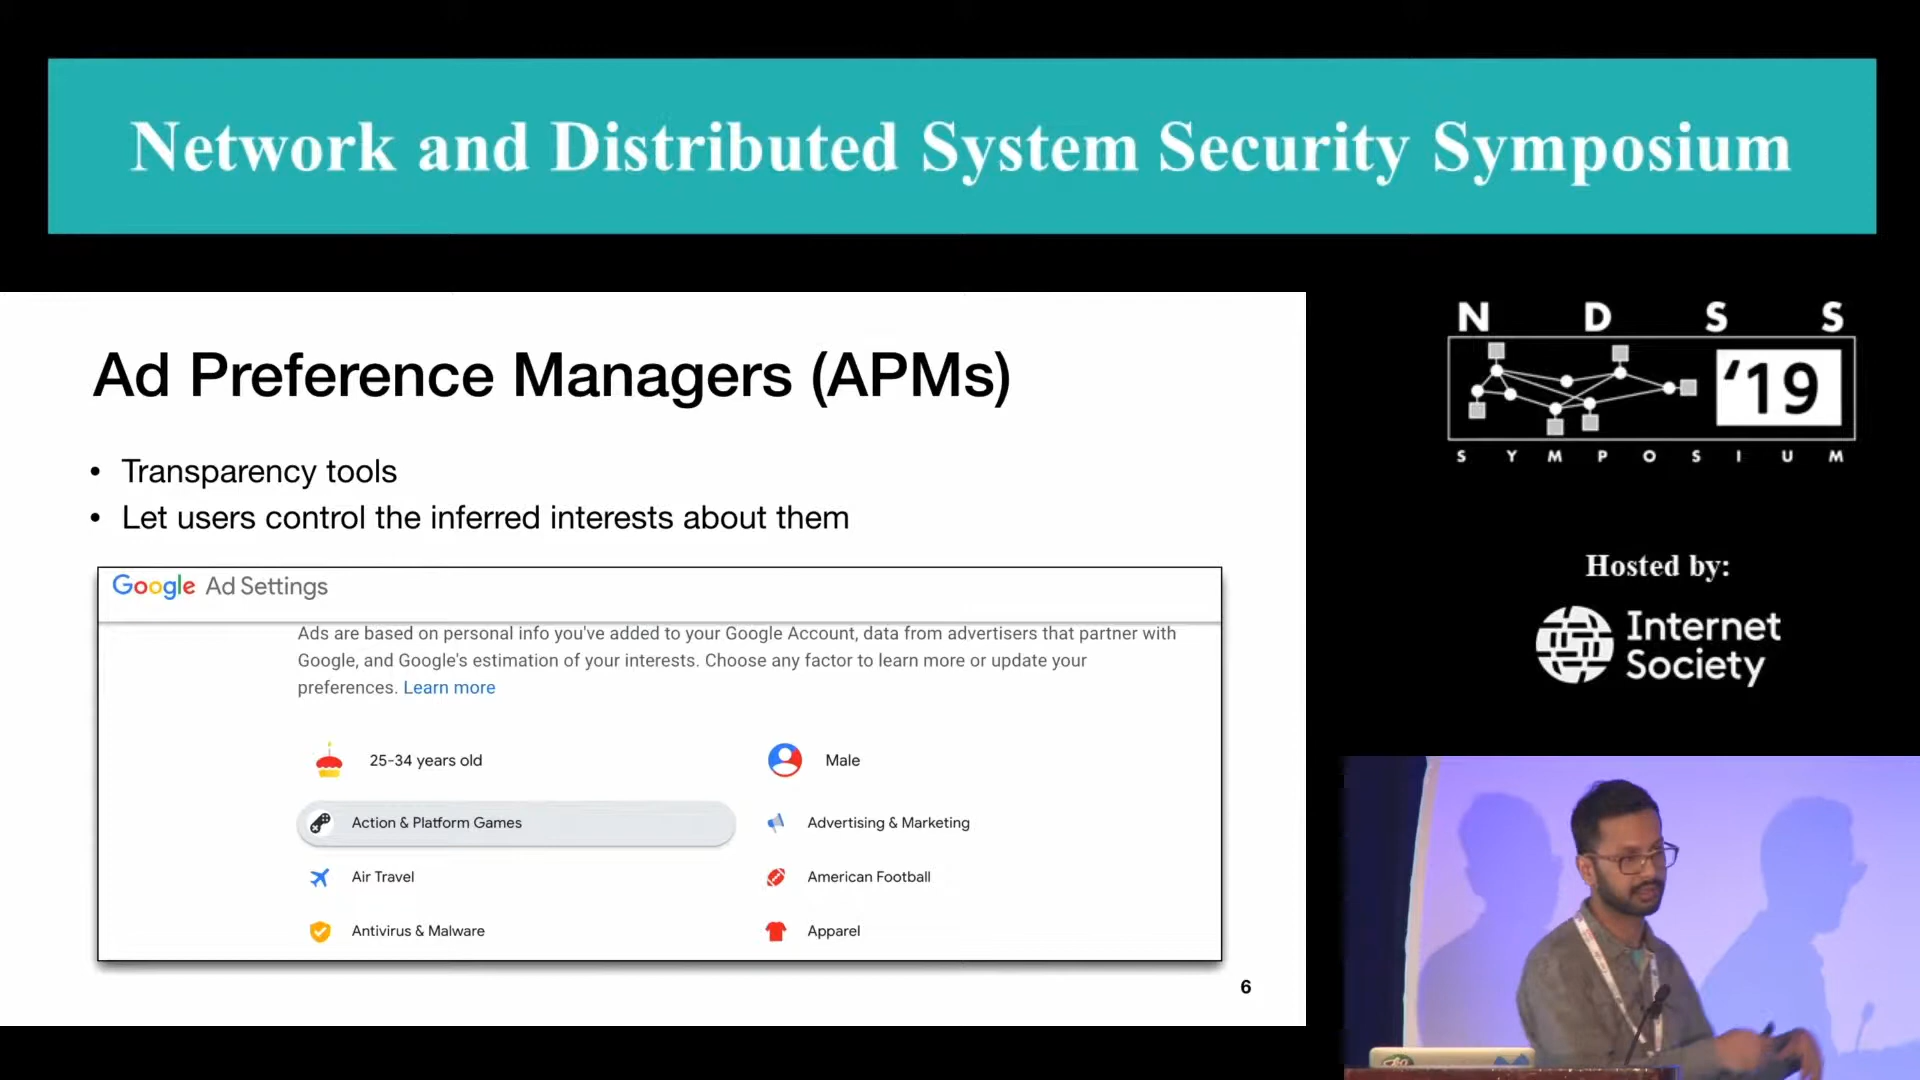 Network and Distributed System Security Symposium
N D S S
'19
S Y M P O S I U M
Hosted by:
Internet
Society
Ad Preference Managers (APMs)
• Transparency tools
• Let users control the inferred interests about them
Google Ad Settings
Ads are based on personal info you've added to your Google Account, data from advertisers that partner with
Google, and Google's estimation of your interests. Choose any factor to learn more or update your
preferences. Learn more
25-34 years old
Male
Action & Platform Games
Advertising & Marketing
Air Travel
American Football
Antivirus & Malware
Apparel
6